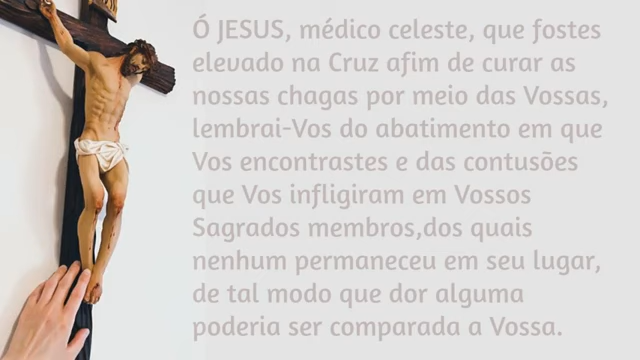 Ó JESUS, médico celeste, que fostes
elevado na Cruz afim de curar as
nossas chagas por meio das Vossas,
lembrai-Vos do abatimento em que
Vos encontrastes e das contusões
que Vos infligiram em Vossos
Sagrados membros,dos quais
nenhum permaneceu em seu lugar,
de tal modo que dor alguma
poderia ser comparada a Vossa.